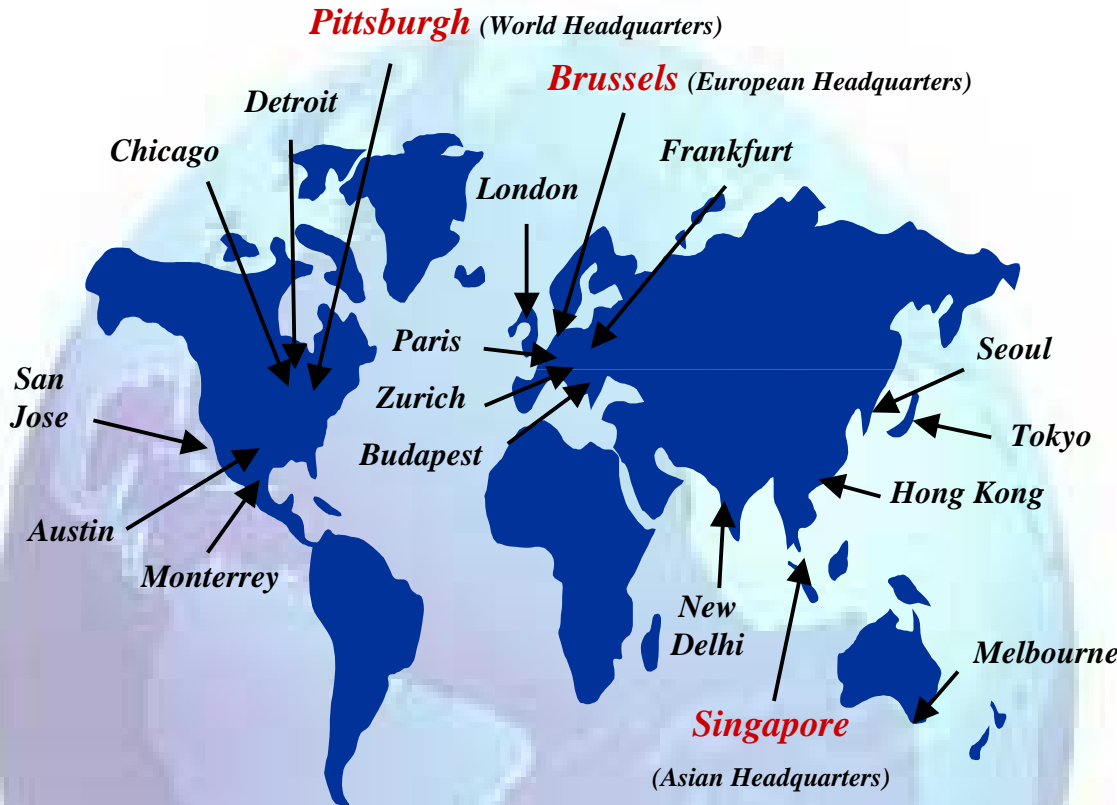 Pittsburgh (World Headquarters)
Brussels (European Headquarters)
Detroit
Chicago
Frankfurt
London
Paris
Seoul
San
Jose
Zurich
Tokyo
Budapest
Hong Kong
Austin
Monterrey
New
Delhi
Melbourne
Singapore
(Asian Headquarters)